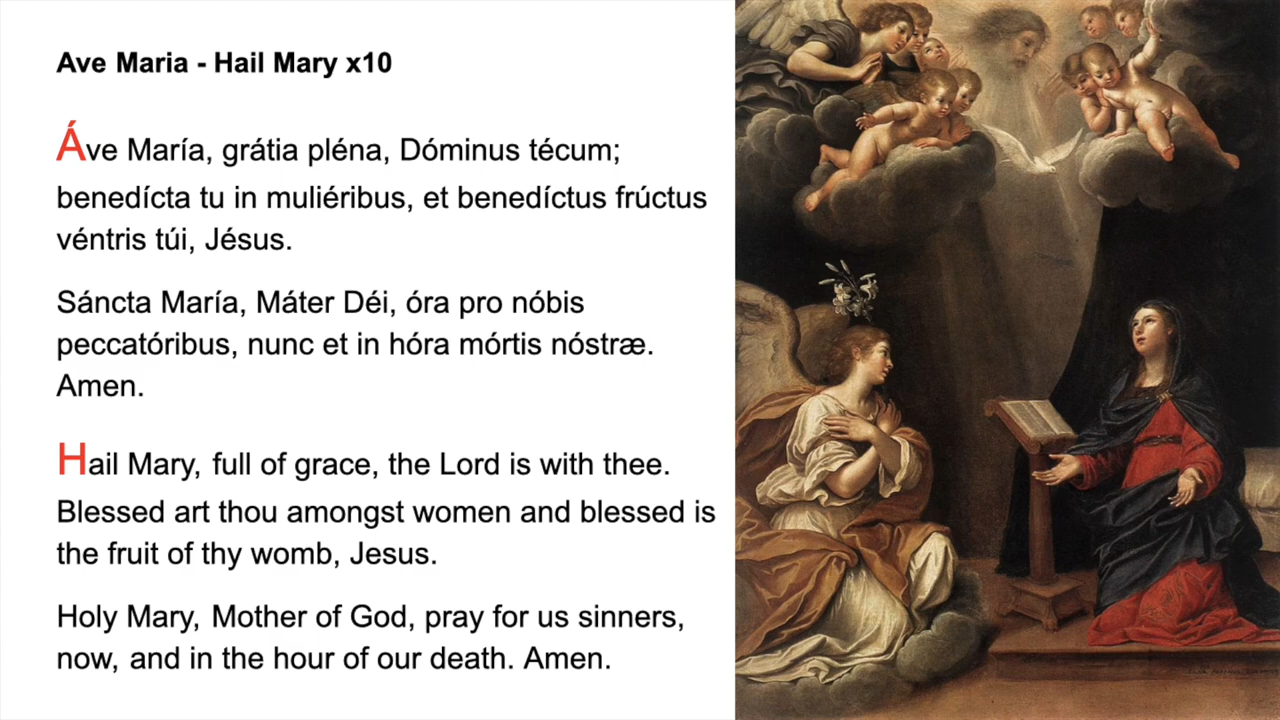 Ave Maria - Hail Mary x10
Áve María, grátia pléna, Dóminus técum;
benedícta tu in muliéribus, et benedíctus frúctus
véntris túi, Jésus.
Sáncta María, Máter Déi, óra pro nóbis
peccatóribus, nunc et in hóra mórtis nóstræ.
Amen.
Hail Mary, full of grace, the Lord is with thee.
Blessed art thou amongst women and blessed is
the fruit of thy womb, Jesus.
Holy Mary, Mother of God, pray for us sinners,
now, and in the hour of our death. Amen.